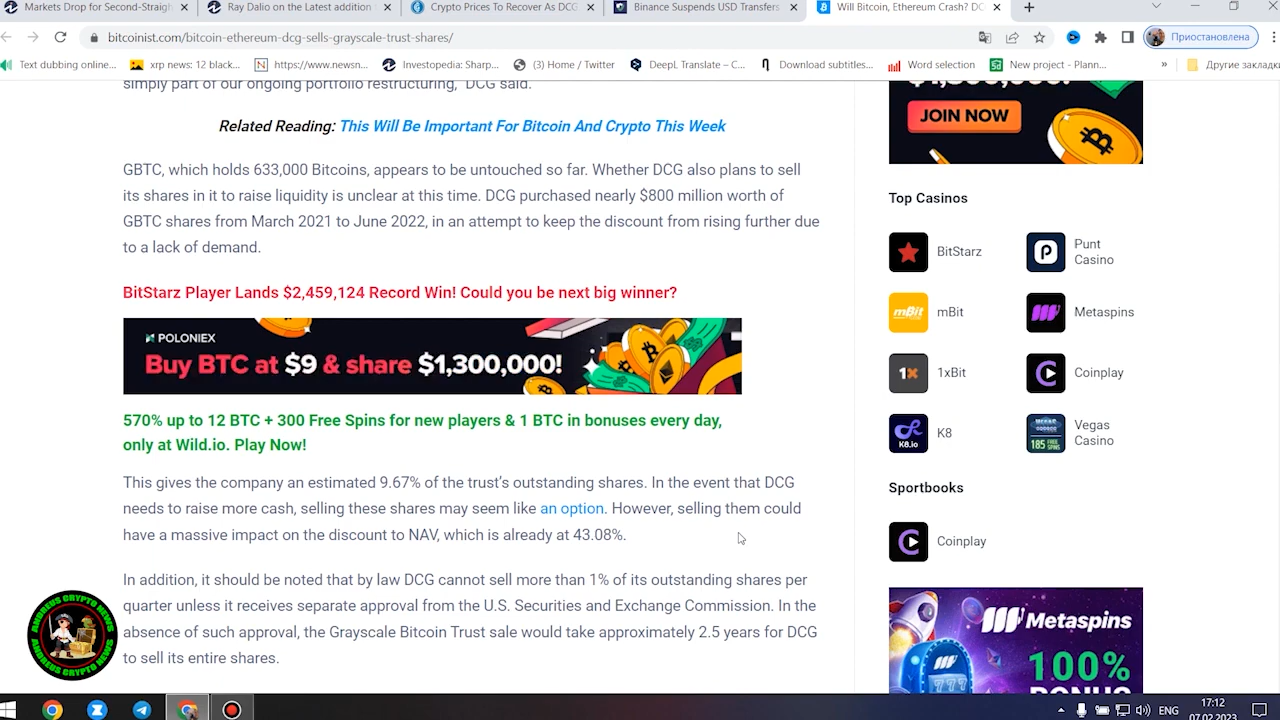 Markets Drop for Second-Straigh
Ray Dalio on the Latest addition
Crypto Prices To Recover As DCG
Binance Suspends USD Transfers
Will Bitcoin, Ethereum Crash? DC
bitcoinist.com/bitcoin-ethereum-dcg-sells-grayscale-trust-shares/
Приостановлена
Text dubbing online...
xrp news: 12 black...
https://www.newsn...
Investopedia: Sharp...
(3) Home / Twitter
DeepL Translate – C...
Download subtitles...
Word selection
New project - Plann...
»
Другие закладки
simply part of our ongoing portfolio restructuring," DCG said.
Related Reading: This Will Be Important For Bitcoin And Crypto This Week
GBTC, which holds 633,000 Bitcoins, appears to be untouched so far. Whether DCG also plans to sell
its shares in it to raise liquidity is unclear at this time. DCG purchased nearly $800 million worth of
GBTC shares from March 2021 to June 2022, in an attempt to keep the discount from rising further due
to a lack of demand.
BitStarz Player Lands $2,459,124 Record Win! Could you be next big winner?
POLONIEX
Buy BTC at $9 & share $1,300,000!
570% up to 12 BTC + 300 Free Spins for new players & 1 BTC in bonuses every day,
only at Wild.io. Play Now!
This gives the company an estimated 9.67% of the trust's outstanding shares. In the event that DCG
needs to raise more cash, selling these shares may seem like an option. However, selling them could
have a massive impact on the discount to NAV, which is already at 43.08%.
In addition, it should be noted that by law DCG cannot sell more than 1% of its outstanding shares per
quarter unless it receives separate approval from the U.S. Securities and Exchange Commission. In the
absence of such approval, the Grayscale Bitcoin Trust sale would take approximately 2.5 years for DCG
to sell its entire shares.
JOIN NOW
Top Casinos
BitStarz
Punt
Casino
mBit
mBit
Metaspins
1x
1xBit
Coinplay
K8.io
K8
185 FREE
SPINS
Vegas
Casino
Sportbooks
Coinplay
Metaspins
100%
777
ANDREUS CRYPTO NEWS
ANDREUS CRYPTO NEWS
ENG
17:12
07.02.2023